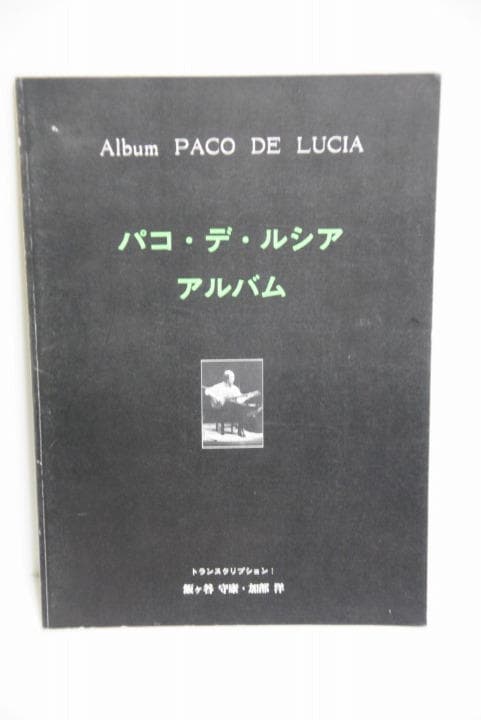 Album PACO DE LUCIA
パコ・デ・ルシア
アルバム
トランスクリプション：
飯ヶ谷 守康・加部 洋